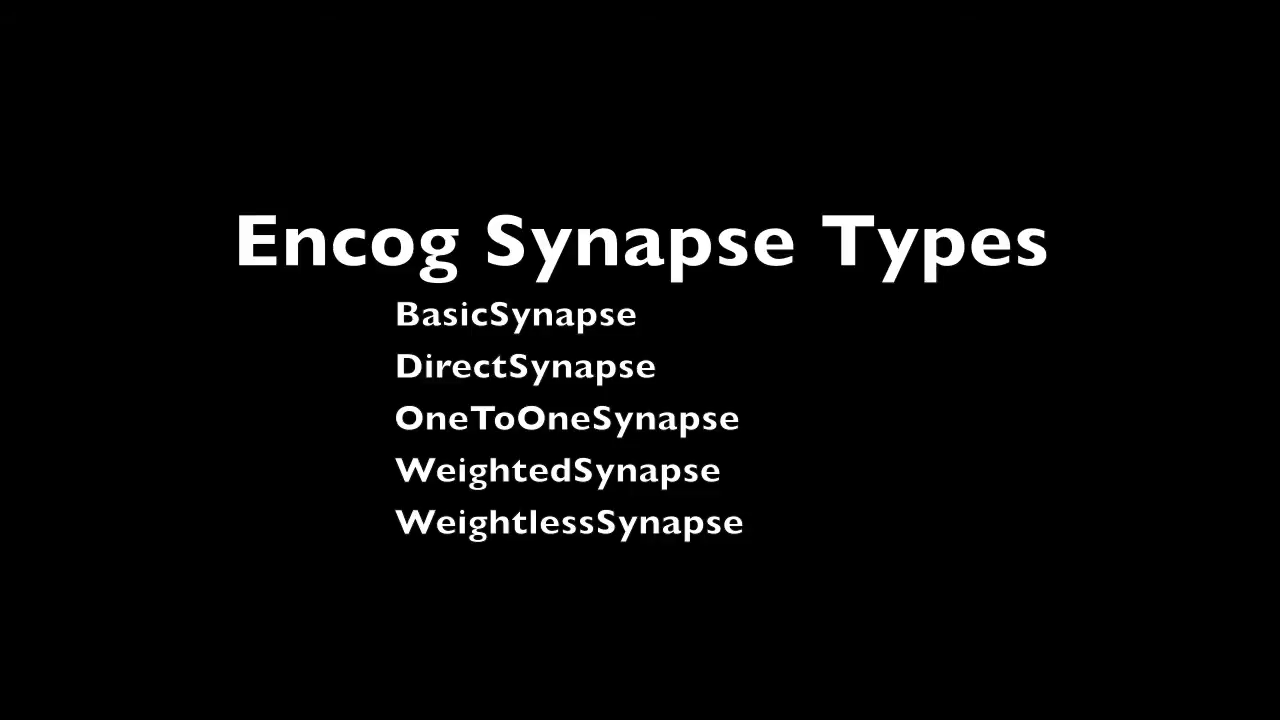 Encog Synapse Types
BasicSynapse
DirectSynapse
OneToOneSynapse
WeightedSynapse
WeightlessSynapse